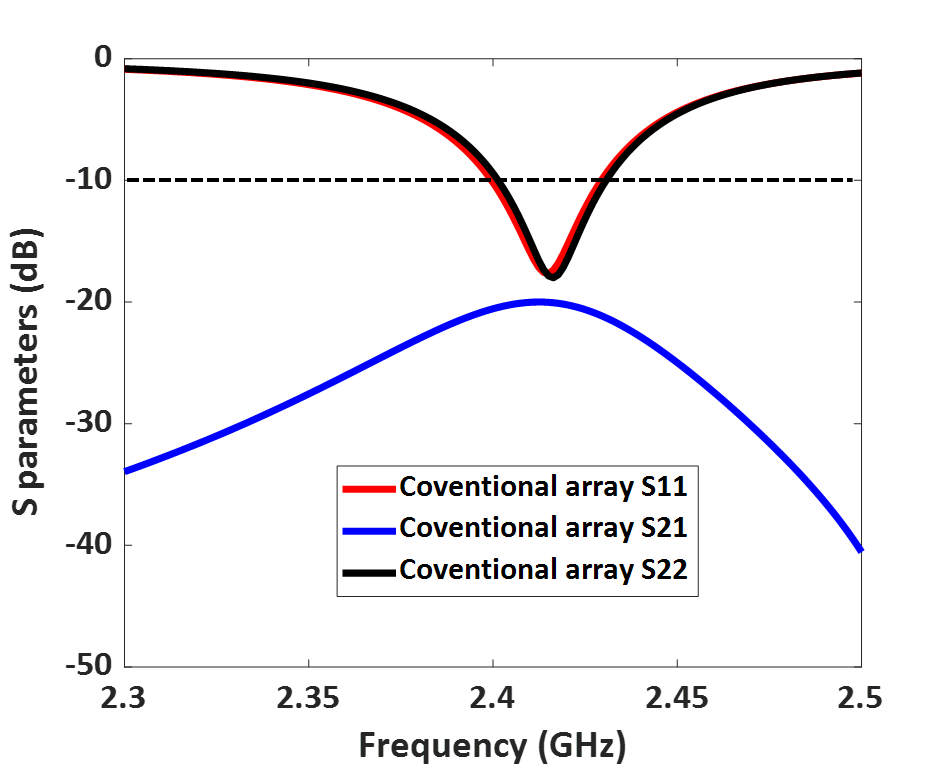 0
-10
-20
-30
-40
-50
S parameters (dB)
Coventional array S11
Coventional array S21
Coventional array S22
2.3 2.35 2.4 2.45 2.5
Frequency (GHz)